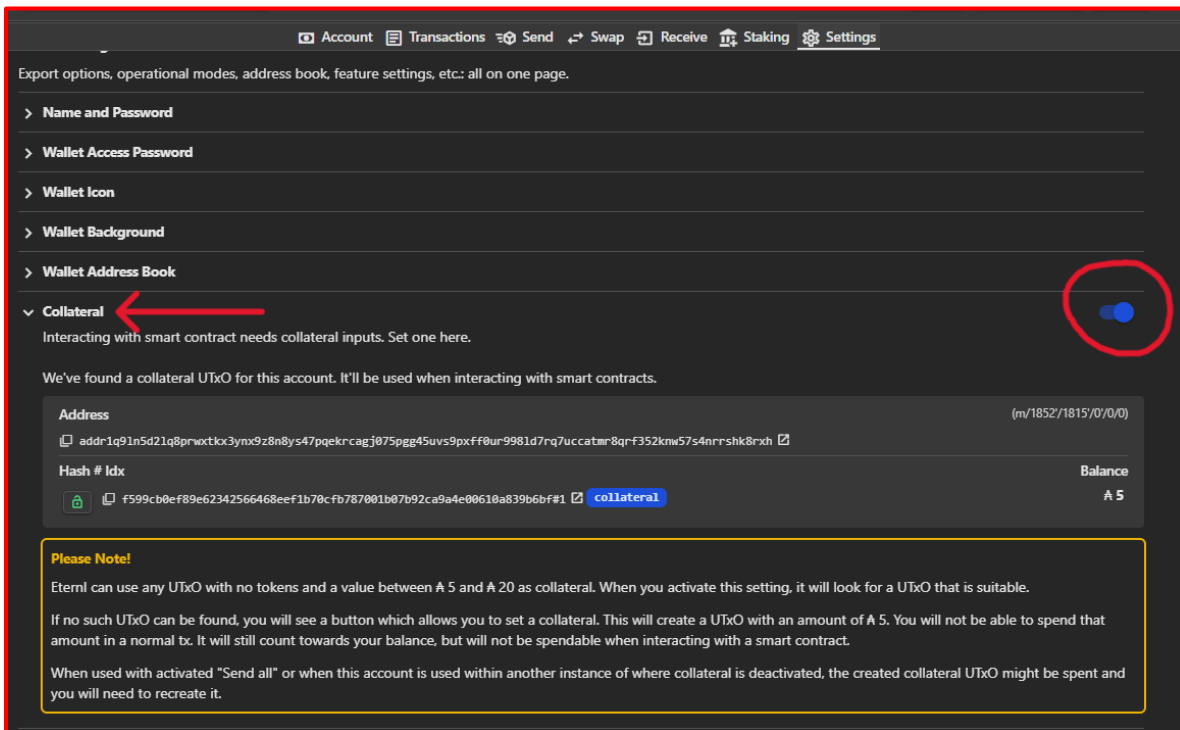 Account Transactions Send Swap Receive Staking Settings
Export options, operational modes, address book, feature settings, etc.: all on one page.
Name and Password
Wallet Access Password
Wallet Icon
Wallet Background
Wallet Address Book
Collateral
Interacting with smart contract needs collateral inputs. Set one here.
We've found a collateral UTxO for this account. It'll be used when interacting with smart contracts.
Address (m/1852'/1815'/0'/0/0)
addr1q9ln5d2lq8prwxtkx3ynx9z8n8ys47pqekrcagj075pgg45uvs9pxff0ur998ld7rq7uccatmr8qrf352knw57s4nrrshk8rxh
Hash # Idx Balance
f599cb0ef89e62342566468eef1b70cfb787001b07b92ca9a4e00610a839b6bf#1 collateral ₳ 5
Please Note!
Eternl can use any UTxO with no tokens and a value between ₳ 5 and ₳ 20 as collateral. When you activate this setting, it will look for a UTxO that is suitable.
If no such UTxO can be found, you will see a button which allows you to set a collateral. This will create a UTxO with an amount of ₳ 5. You will not be able to spend that
amount in a normal tx. It will still count towards your balance, but will not be spendable when interacting with a smart contract.
When used with activated "Send all" or when this account is used within another instance of where collateral is deactivated, the created collateral UTxO might be spent and
you will need to recreate it.